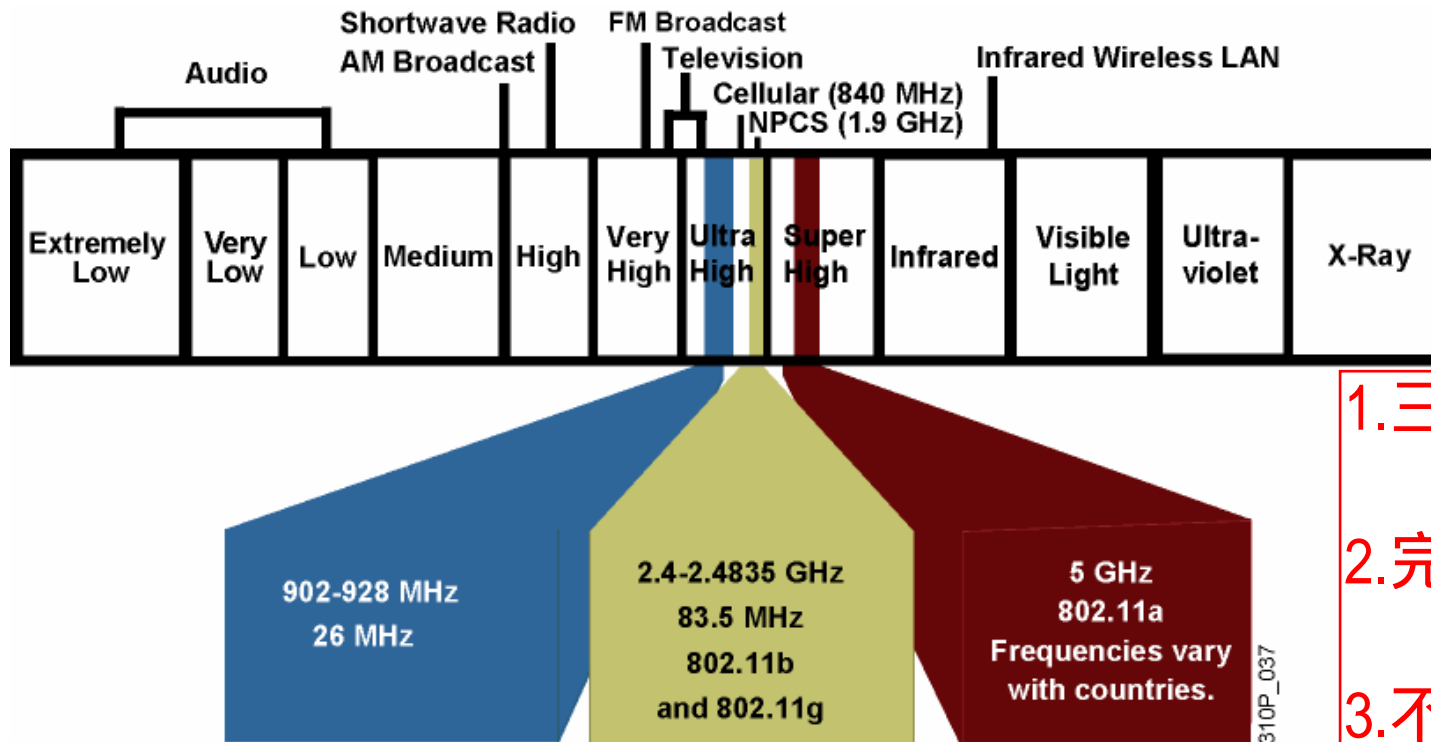 Shortwave Radio
FM Broadcast
AM Broadcast
Television
Infrared Wireless LAN
Audio
Cellular (840 MHz)
NPCS (1.9 GHz)
Extremely
Low
Very
Low
Low
Medium
High
Very
High
Ultra
High
Super
High
Infrared
Visible
Light
Ultra-
violet
X-Ray
902-928 MHz
26 MHz
2.4-2.4835 GHz
83.5 MHz
802.11b
and 802.11g
5 GHz
802.11a
Frequencies vary
with countries.
310P_037
1.三
2.完
3.不